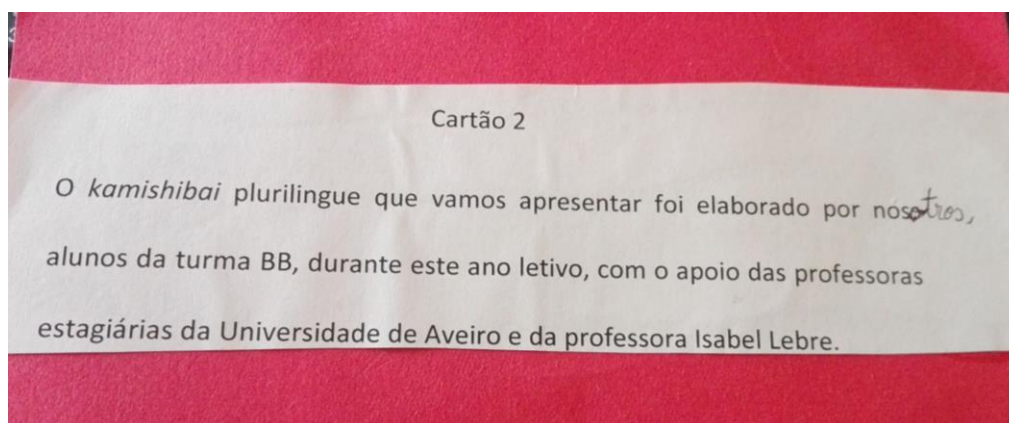 Cartão 2
O kamishibai plurilingue que vamos apresentar foi elaborado por nosotros,
alunos da turma BB, durante este ano letivo, com o apoio das professoras
estagiárias da Universidade de Aveiro e da professora Isabel Lebre.